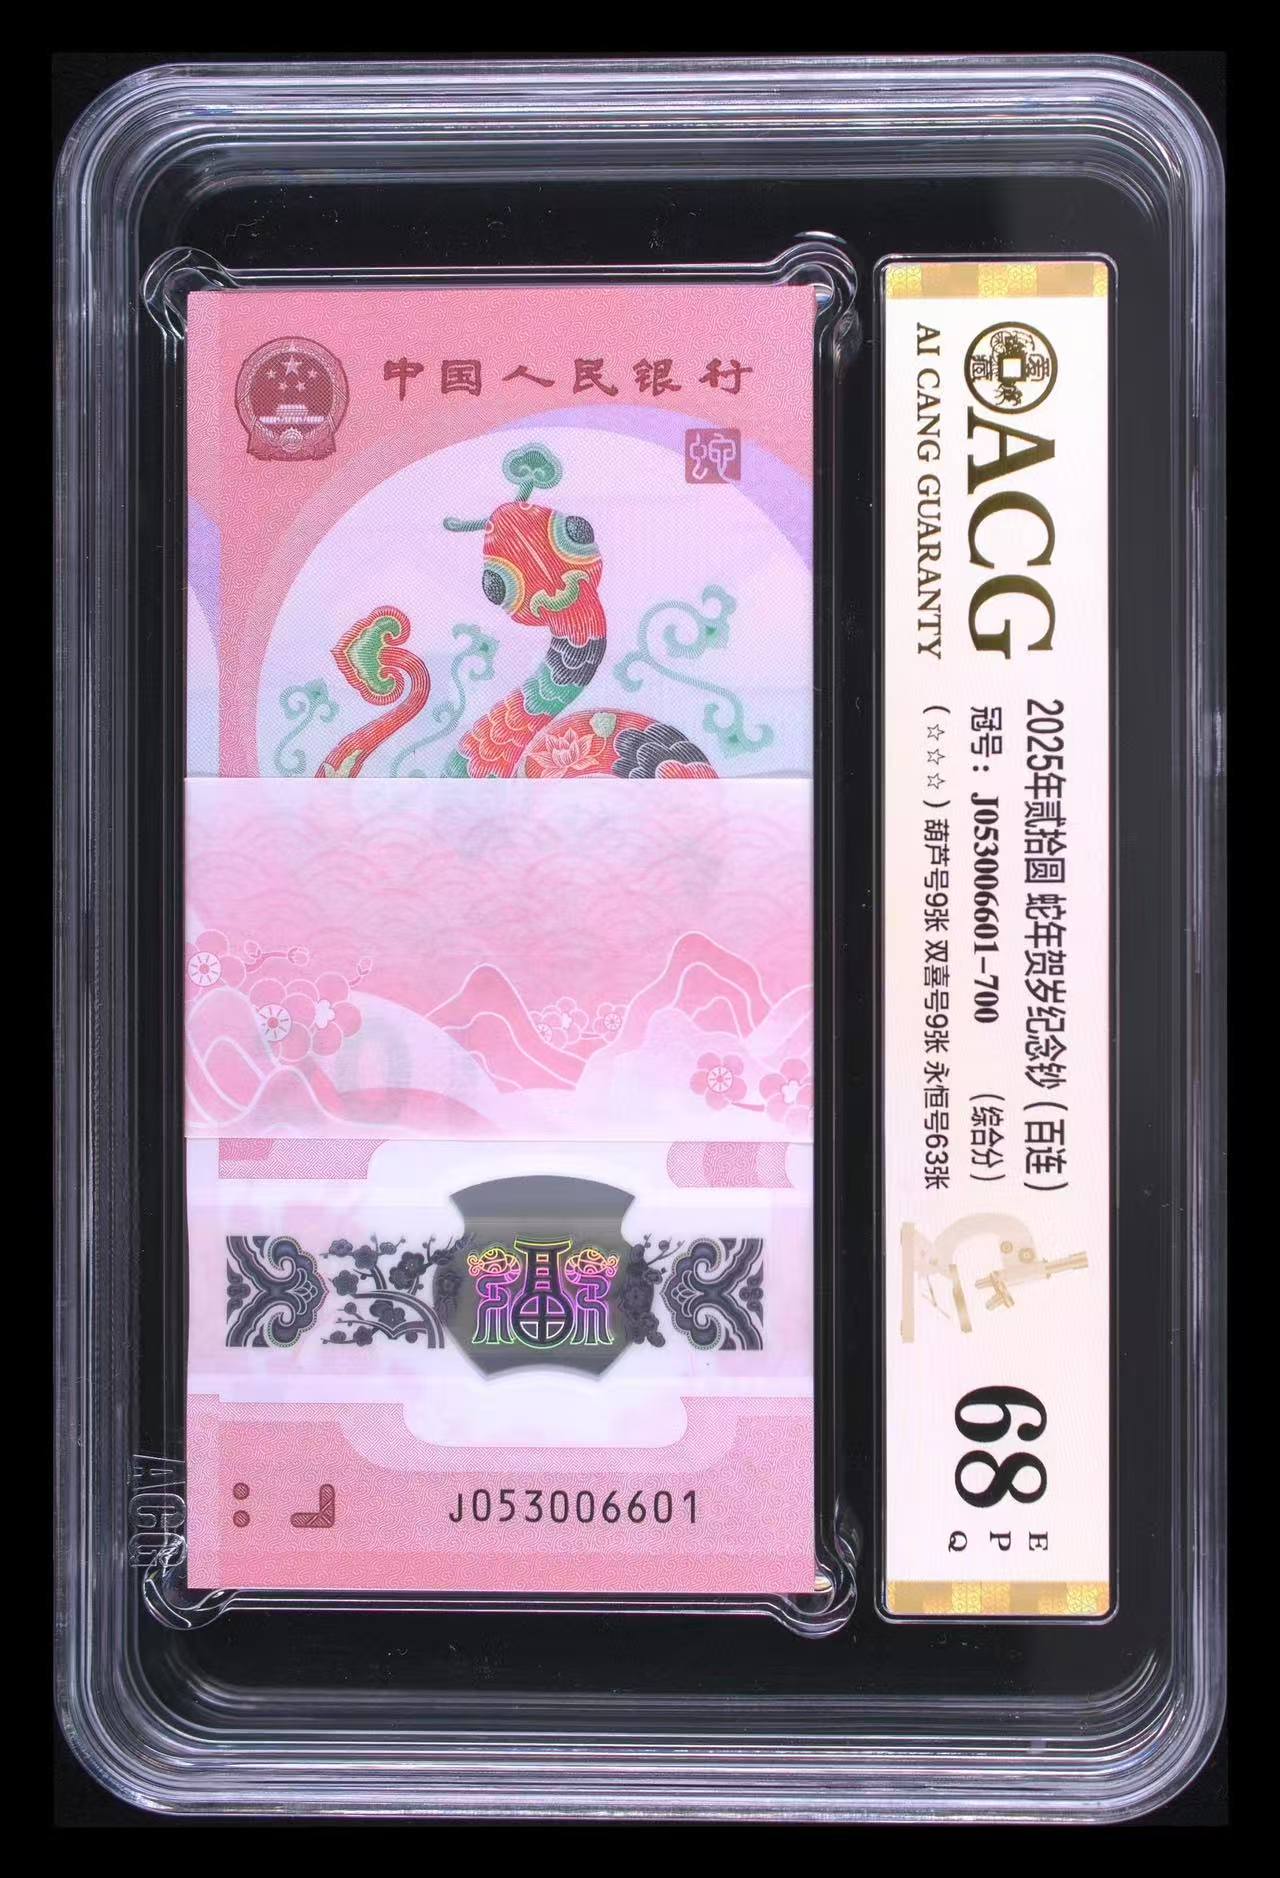 中国人民银行
蛇
J053006601
ACG
AI CANG GUARANTY
2025年贰拾圆 蛇年贺岁纪念钞（百连）
冠号：J053006601-700 （综合分）
（☆☆☆）葫芦号9张 双喜号9张 永恒号63张
68
E
P
Q
ACG